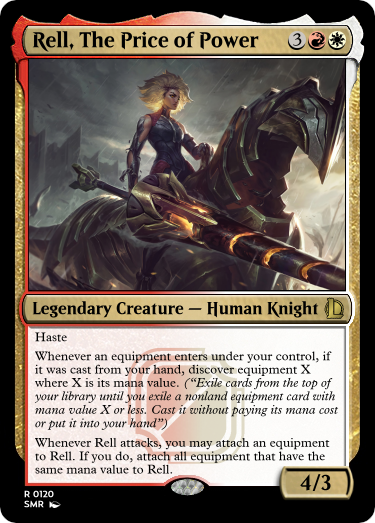 Rell, The Price of Power 3
Legendary Creature — Human Knight
Haste
Whenever an equipment enters under your control, if
it was cast from your hand, discover equipment X
where X is its mana value. (“Exile cards from the top of
your library until you exile a nonland equipment card with
mana value X or less. Cast it without paying its mana cost
or put it into your hand”)
Whenever Rell attacks, you may attach an equipment
to Rell. If you do, attach all equipment that have the
same mana value to Rell.
4/3
R 0120
SMR